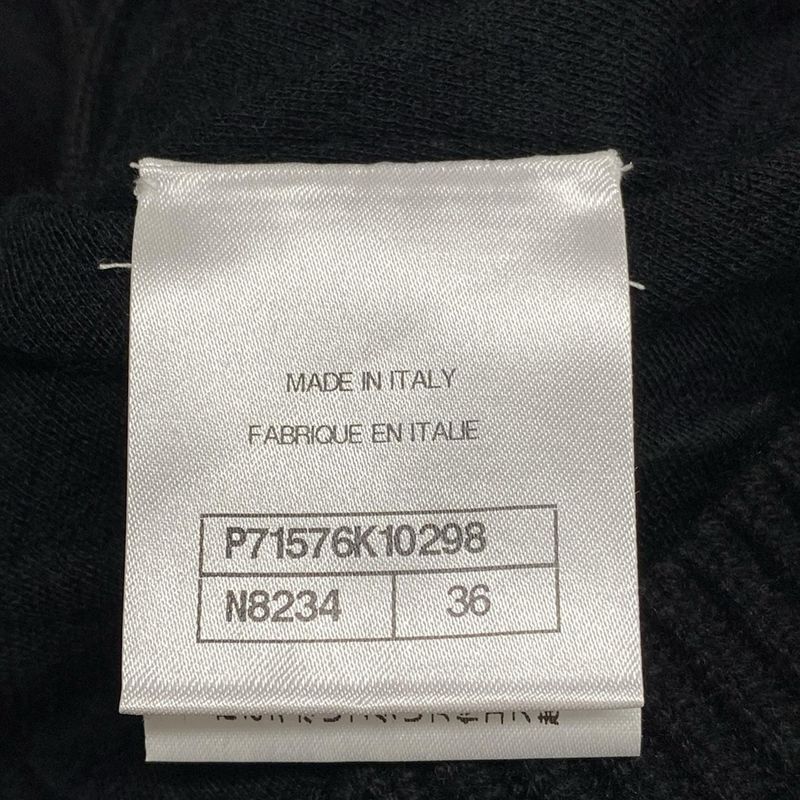 MADE IN ITALY
FABRIQUE EN ITALIE
P71576K10298
N8234 36